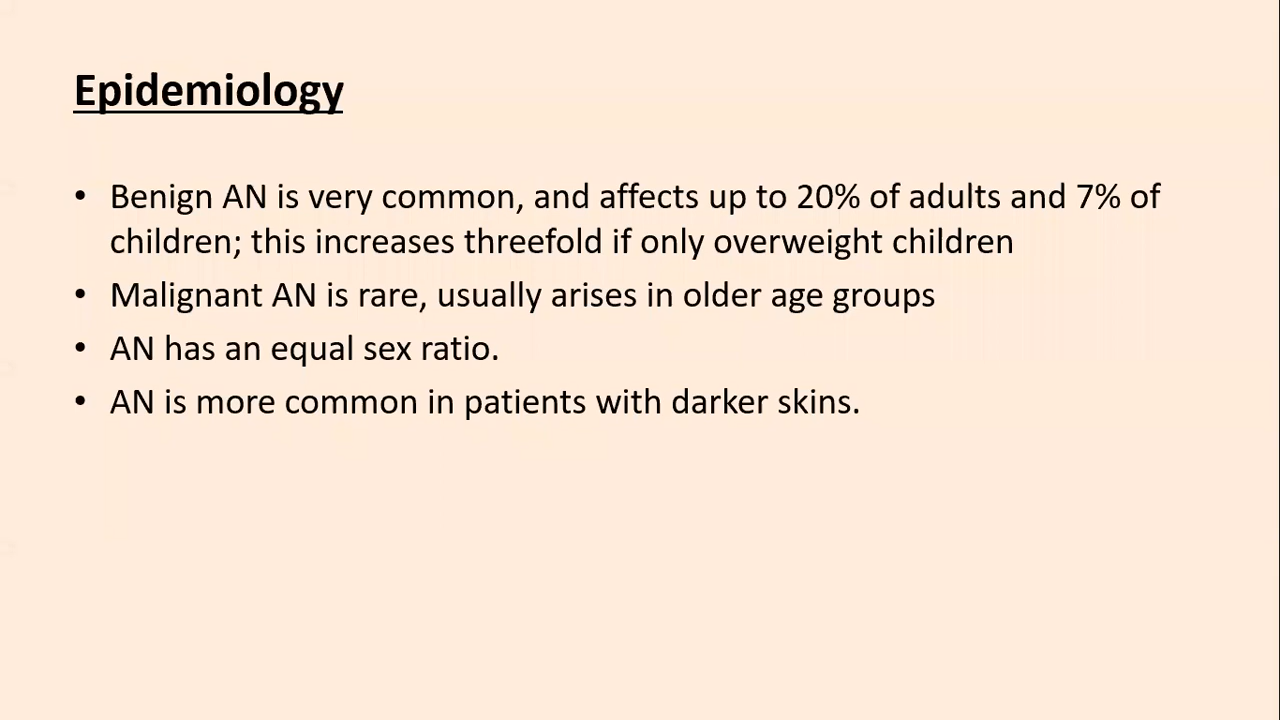 Epidemiology
• Benign AN is very common, and affects up to 20% of adults and 7% of
children; this increases threefold if only overweight children
• Malignant AN is rare, usually arises in older age groups
• AN has an equal sex ratio.
• AN is more common in patients with darker skins.